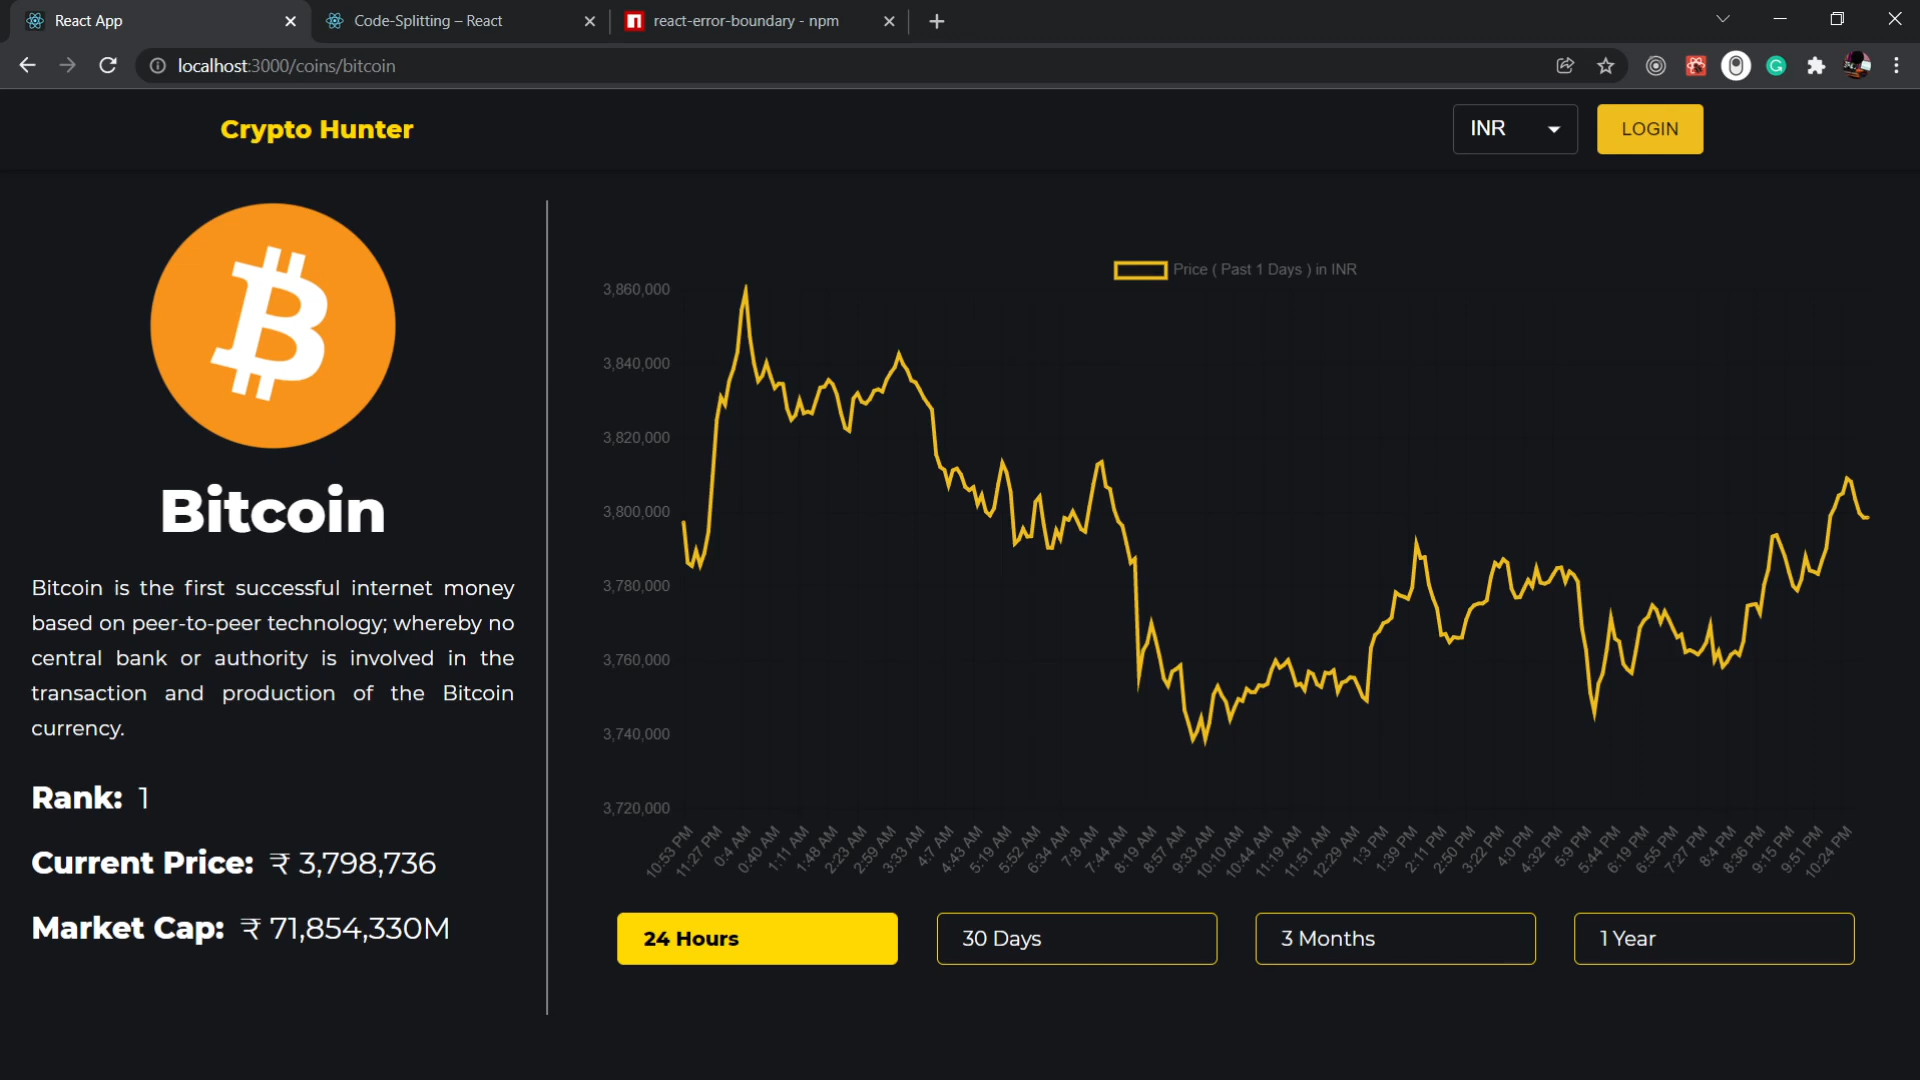 React App
Code-Splitting – React
react-error-boundary - npm
localhost:3000/coins/bitcoin
Crypto Hunter
INR
LOGIN
Bitcoin
Bitcoin is the first successful internet money
based on peer-to-peer technology; whereby no
central bank or authority is involved in the
transaction and production of the Bitcoin
currency.
Rank: 1
Current Price: ₹ 3,798,736
Market Cap: ₹ 71,854,330M
Price ( Past 1 Days ) in INR
3,860,000
3,840,000
3,820,000
3,800,000
3,780,000
3,760,000
3,740,000
3,720,000
10:53 PM
11:27 PM
0:4 AM
0:40 AM
1:11 AM
1:48 AM
2:23 AM
2:59 AM
3:33 AM
4:7 AM
4:43 AM
5:19 AM
5:52 AM
6:34 AM
7:8 AM
7:44 AM
8:19 AM
8:57 AM
9:33 AM
10:10 AM
10:44 AM
11:19 AM
11:51 AM
12:29 AM
1:3 PM
1:39 PM
2:11 PM
2:50 PM
3:22 PM
4:0 PM
4:32 PM
5:9 PM
5:44 PM
6:19 PM
6:55 PM
7:27 PM
8:4 PM
8:36 PM
9:15 PM
9:51 PM
10:24 PM
24 Hours
30 Days
3 Months
1 Year